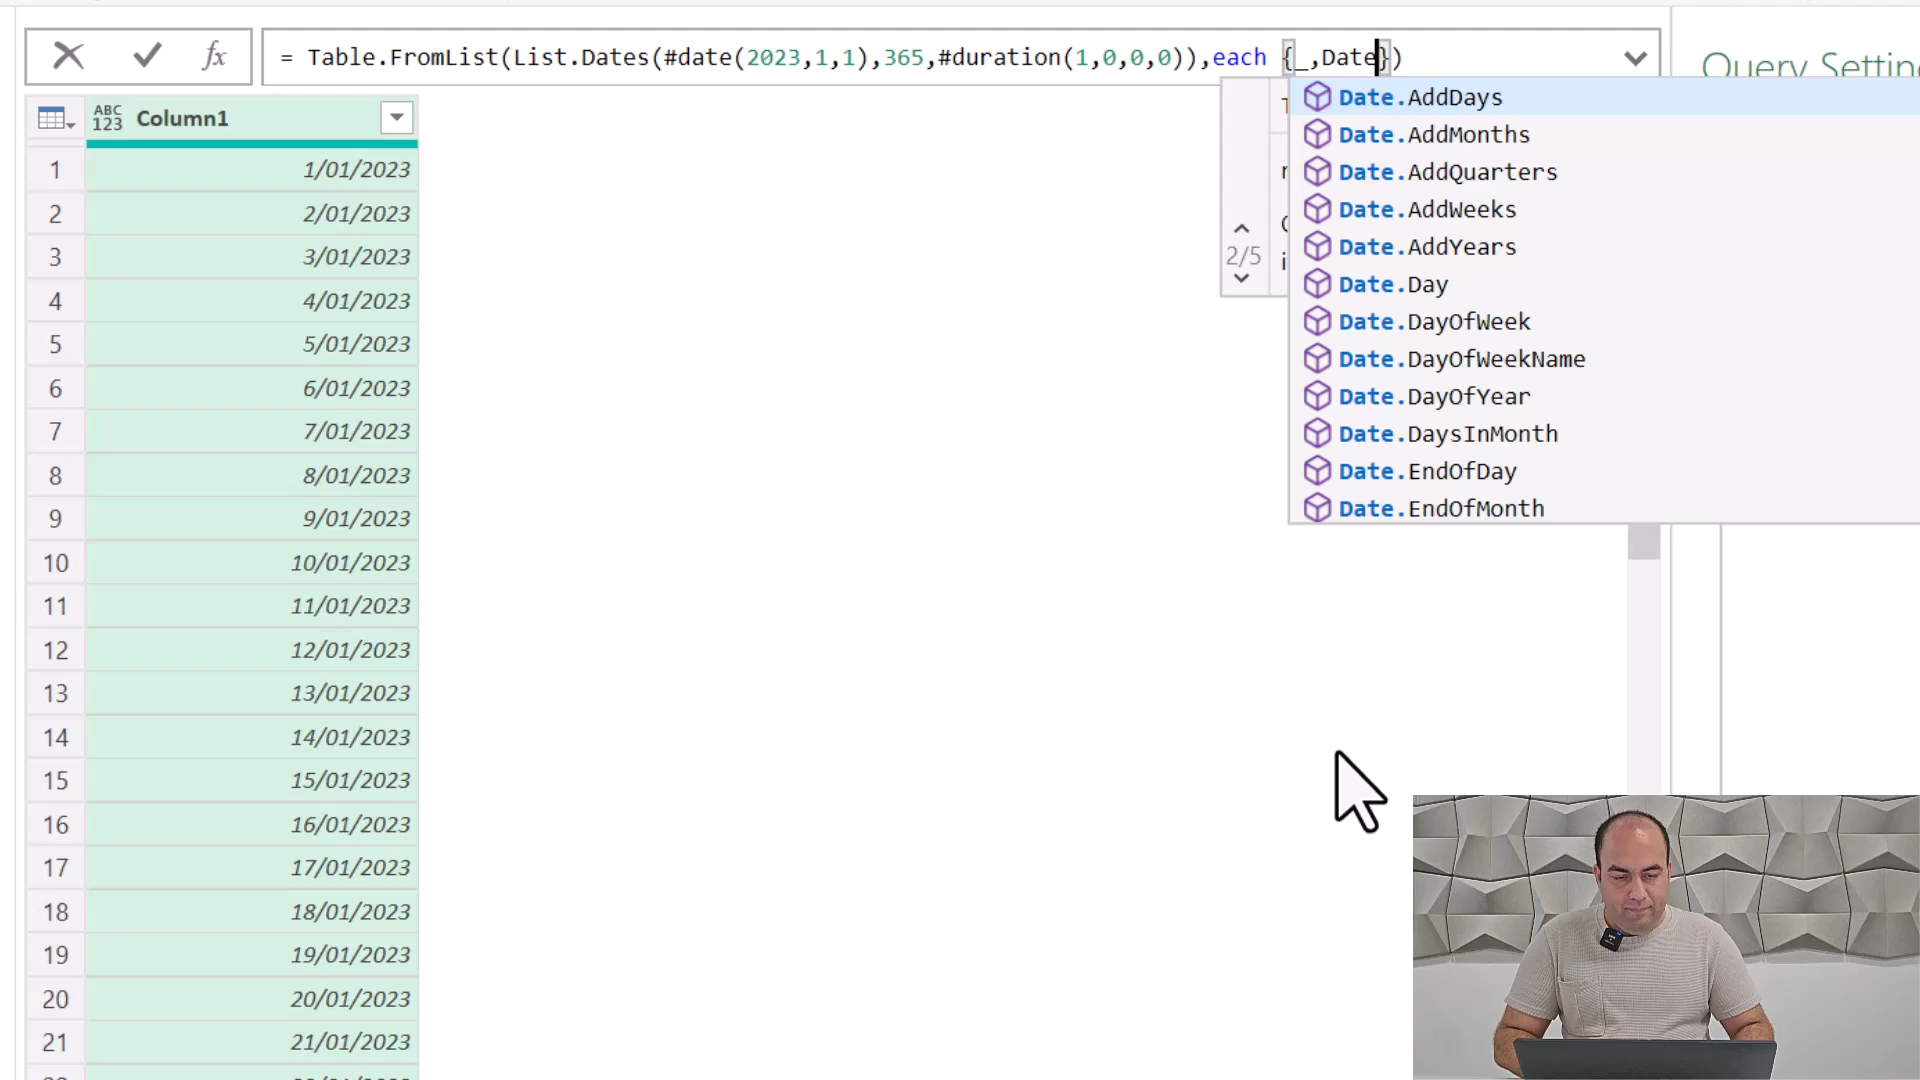 fx
= Table.FromList(List.Dates(#date(2023,1,1),365,#duration(1,0,0,0)),each {_,Date})
Query Settin
Date.AddDays
Date.AddMonths
Date.AddQuarters
Date.AddWeeks
Date.AddYears
Date.Day
Date.DayOfWeek
Date.DayOfWeekName
Date.DayOfYear
Date.DaysInMonth
Date.EndOfDay
Date.EndOfMonth
2/5
ABC
123 Column1
1 1/01/2023
2 2/01/2023
3 3/01/2023
4 4/01/2023
5 5/01/2023
6 6/01/2023
7 7/01/2023
8 8/01/2023
9 9/01/2023
10 10/01/2023
11 11/01/2023
12 12/01/2023
13 13/01/2023
14 14/01/2023
15 15/01/2023
16 16/01/2023
17 17/01/2023
18 18/01/2023
19 19/01/2023
20 20/01/2023
21 21/01/2023